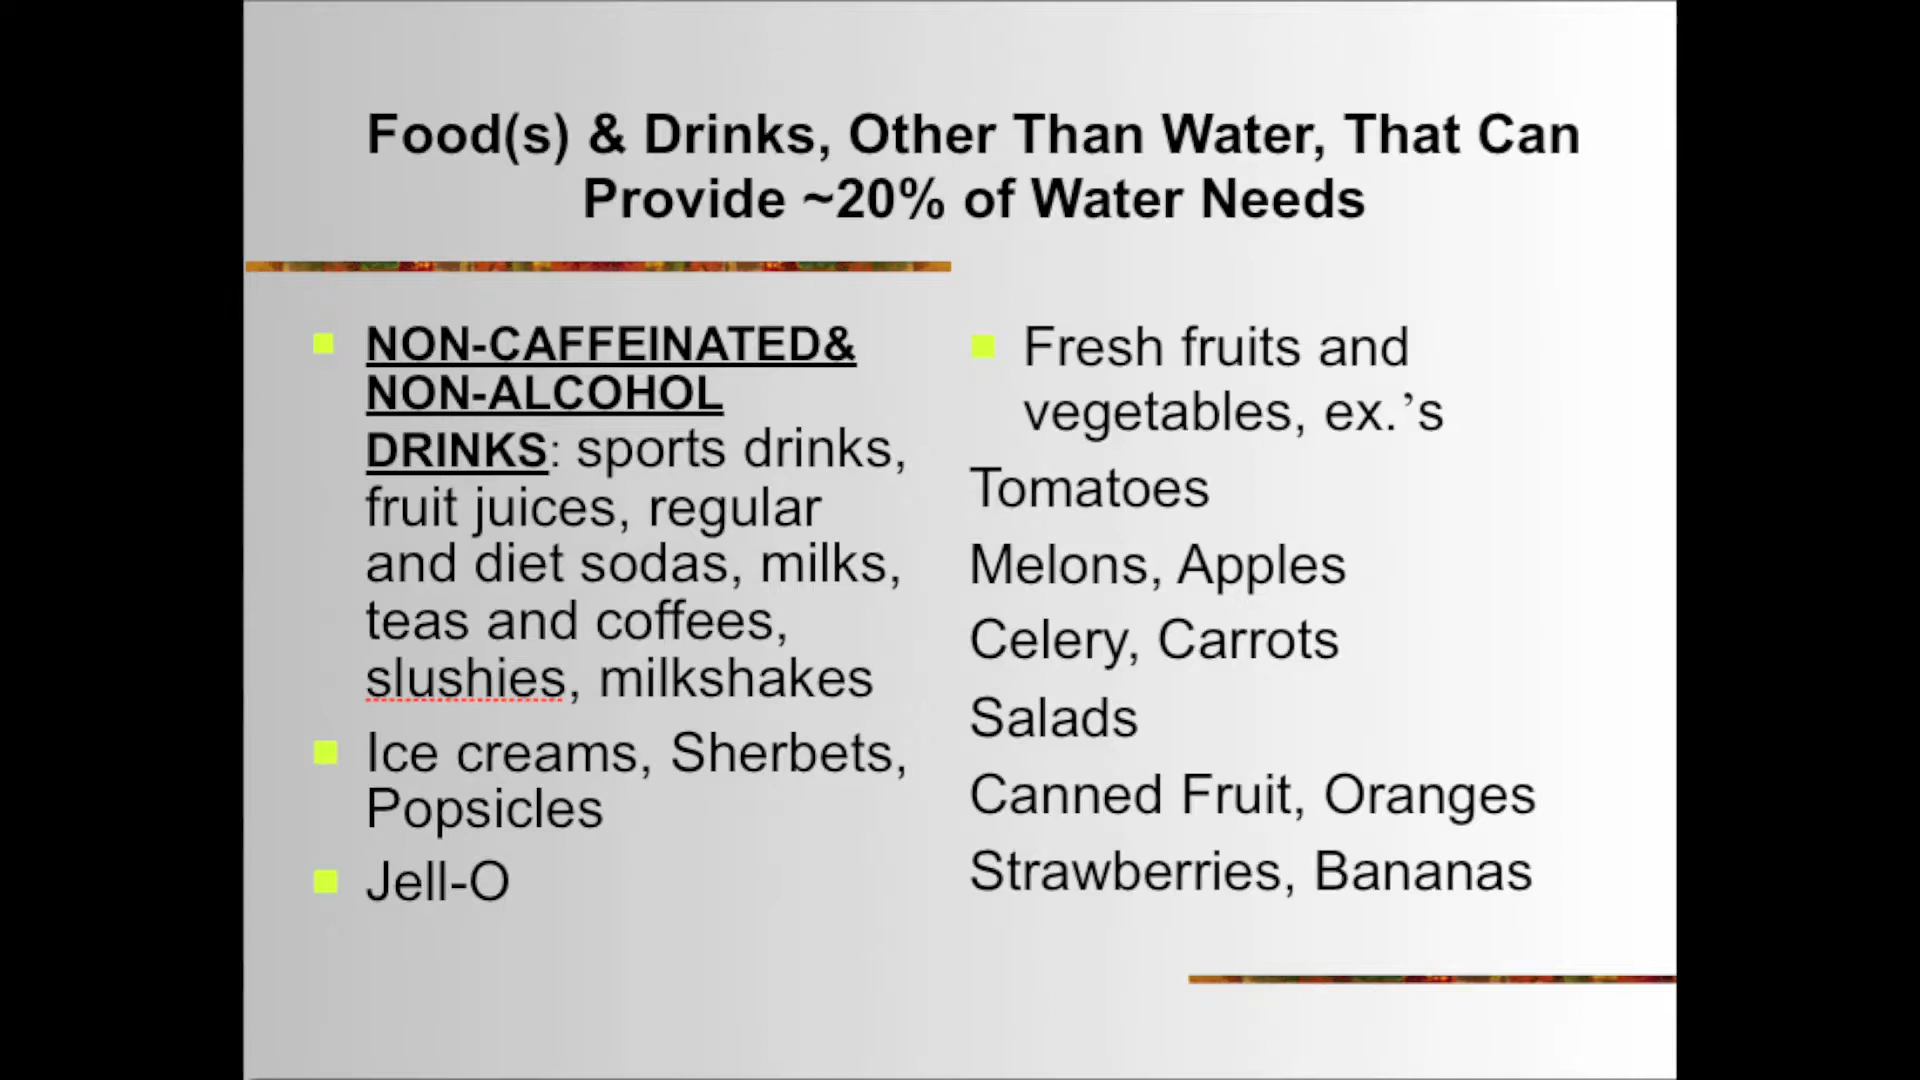 Food(s) & Drinks, Other Than Water, That Can
Provide ~20% of Water Needs
NON-CAFFEINATED&
NON-ALCOHOL
DRINKS: sports drinks,
fruit juices, regular
and diet sodas, milks,
teas and coffees,
slushies, milkshakes
Ice creams, Sherbets,
Popsicles
Jell-O
Fresh fruits and
vegetables, ex.’s
Tomatoes
Melons, Apples
Celery, Carrots
Salads
Canned Fruit, Oranges
Strawberries, Bananas